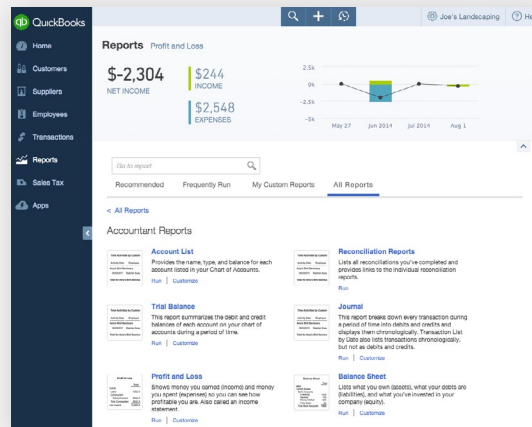 qb QuickBooks
Joe's Landscaping
? He
Home
Customers
Suppliers
Employees
Transactions
Reports
Sales Tax
Apps
Reports Profit and Loss
$-2,304
NET INCOME
$244
INCOME
$2,548
EXPENSES
2.5k
0k
-2.5k
-5k
May 27 Jun 2014 Jul 2014 Aug 1
Go to report
Recommended Frequently Run My Custom Reports All Reports
< All Reports
Accountant Reports
Account List
Provides the name, type, and balance for each
account listed in your Chart of Accounts.
Run | Customize
Reconciliation Reports
Lists all reconciliations you've completed and
provides links to the individual reconciliation
reports.
Run
Trial Balance
This report summarizes the debit and credit
balances of each account on your chart of
accounts during a period of time.
Run | Customize
Journal
This report breaks down every transaction during
a period of time into debits and credits and
displays them chronologically. Transaction List
by Date also lists transactions chronologically,
but not as debits and credits.
Run | Customize
Profit and Loss
Shows money you earned (income) and money
you spent (expenses) so you can see how
profitable you are. Also called an income
statement.
Run | Customize
Balance Sheet
Lists what you own (assets), what your debts are
(liabilities), and what you've invested in your
company (equity).
Run | Customize